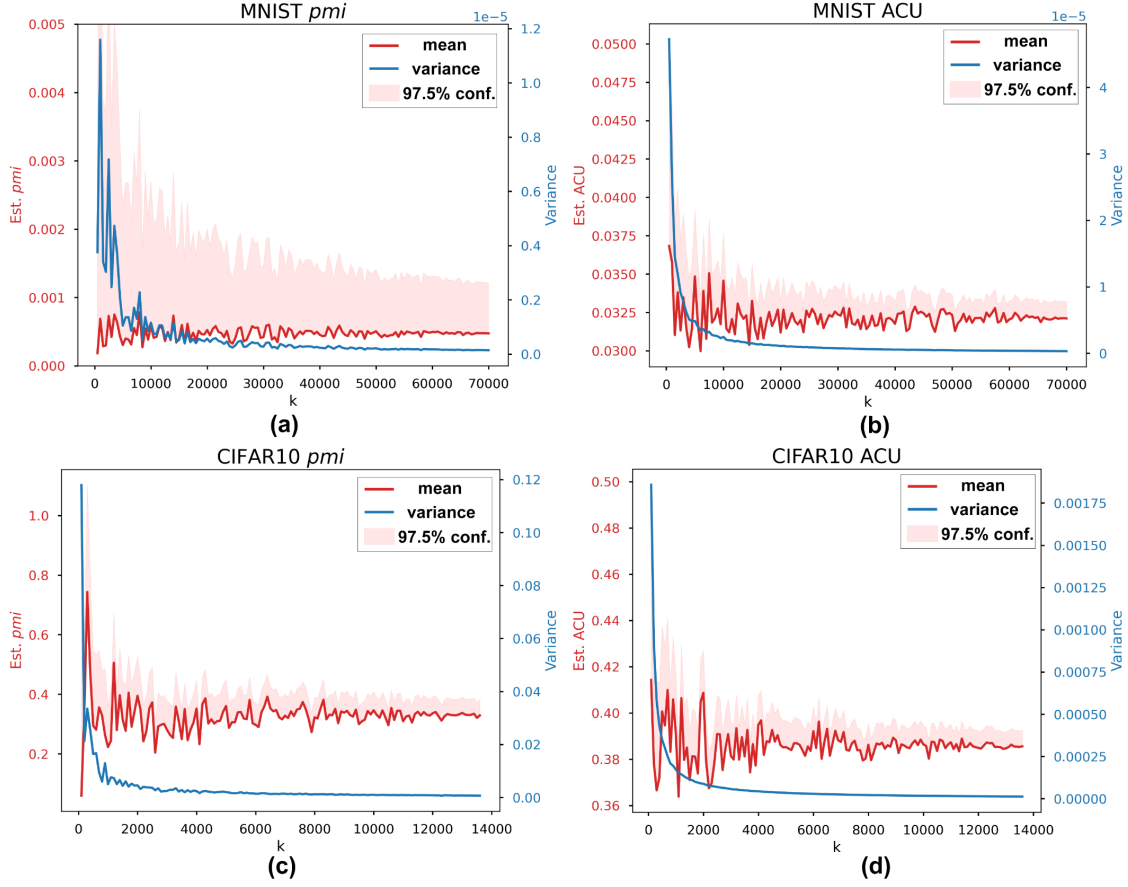 MNIST pmi
1e−5
0.005
0.004
0.003
0.002
0.001
0.000
Est. pmi
mean
variance
97.5% conf.
1.2
1.0
0.8
0.6
0.4
0.2
0.0
Variance
0 10000 20000 30000 40000 50000 60000 70000
k
(a)
MNIST ACU
1e−5
0.0500
0.0475
0.0450
0.0425
0.0400
0.0375
0.0350
0.0325
0.0300
Est. ACU
mean
variance
97.5% conf.
4
3
2
1
0
Variance
0 10000 20000 30000 40000 50000 60000 70000
k
(b)
CIFAR10 pmi
1.0
0.8
0.6
0.4
0.2
Est. pmi
mean
variance
97.5% conf.
0.12
0.10
0.08
0.06
0.04
0.02
0.00
Variance
0 2000 4000 6000 8000 10000 12000 14000
k
(c)
CIFAR10 ACU
0.50
0.48
0.46
0.44
0.42
0.40
0.38
0.36
Est. ACU
mean
variance
97.5% conf.
0.00175
0.00150
0.00125
0.00100
0.00075
0.00050
0.00025
0.00000
Variance
0 2000 4000 6000 8000 10000 12000 14000
k
(d)